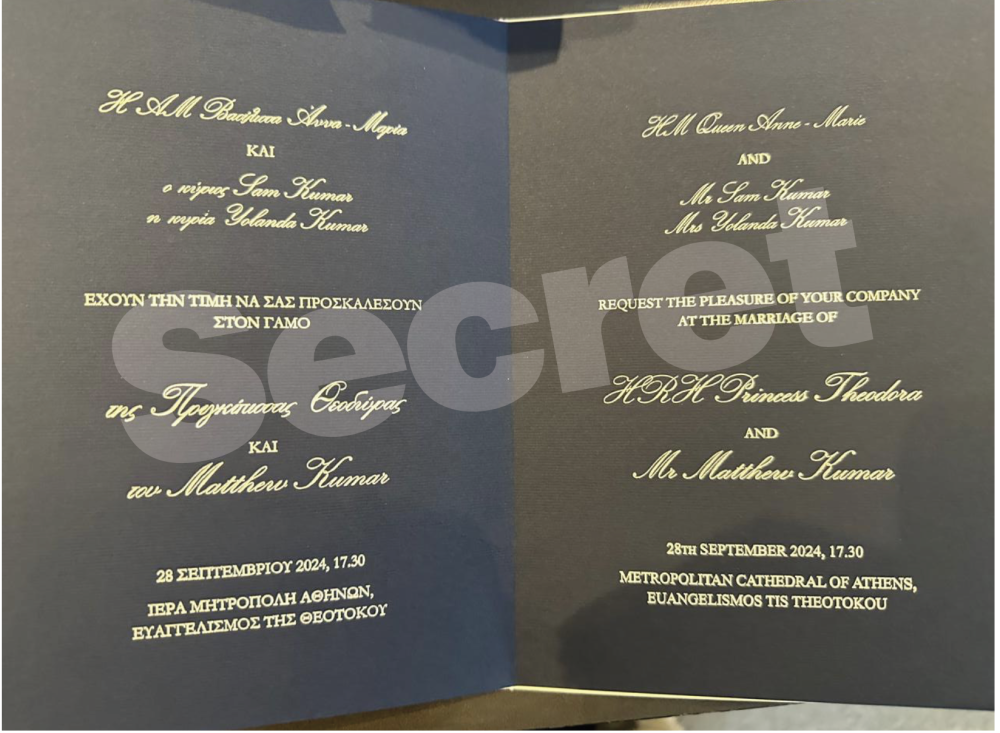 Η ΑΜ Βασίλισσα Άννα - Μαρία
ΚΑΙ
ο κύριος Sam Kumar
η κυρία Yolanda Kumar
ΕΧΟΥΝ ΤΗΝ ΤΙΜΗ ΝΑ ΣΑΣ ΠΡΟΣΚΑΛΕΣΟΥΝ
ΣΤΟΝ ΓΑΜΟ
της Πριγκίπισσας Θεοδώρας
ΚΑΙ
του Matthew Kumar
28 ΣΕΠΤΕΜΒΡΙΟΥ 2024, 17.30
ΙΕΡΑ ΜΗΤΡΟΠΟΛΗ ΑΘΗΝΩΝ,
ΕΥΑΓΓΕΛΙΣΜΟΣ ΤΗΣ ΘΕΟΤΟΚΟΥ
HM Queen Anne - Marie
AND
Mr Sam Kumar
Mrs Yolanda Kumar
REQUEST THE PLEASURE OF YOUR COMPANY
AT THE MARRIAGE OF
HRH Princess Theodora
AND
Mr Matthew Kumar
28TH SEPTEMBER 2024, 17.30
METROPOLITAN CATHEDRAL OF ATHENS,
EUANGELISMOS TIS THEOTOKOU
Secret